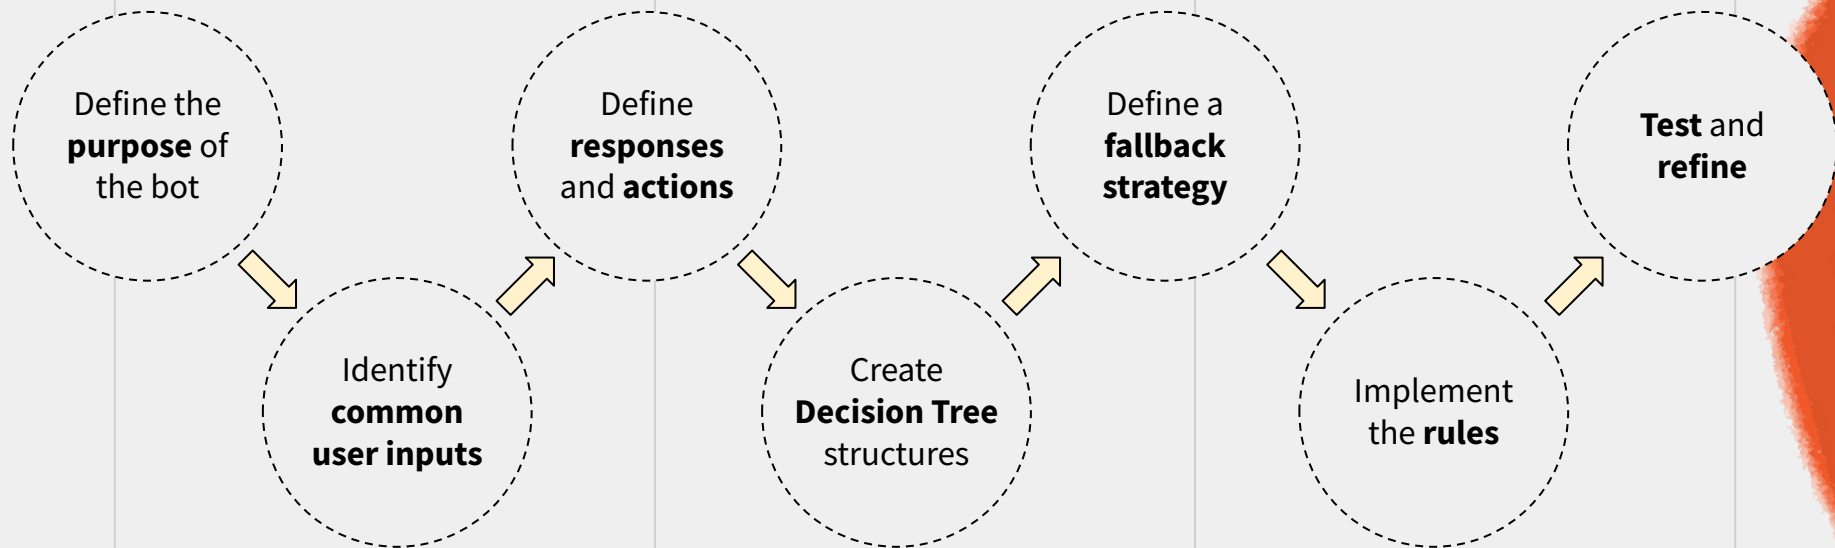 Define the
purpose of
the bot
Identify
common
user inputs
Define
responses
and actions
Create
Decision Tree
structures
Define a
fallback
strategy
Implement
the rules
Test and
refine